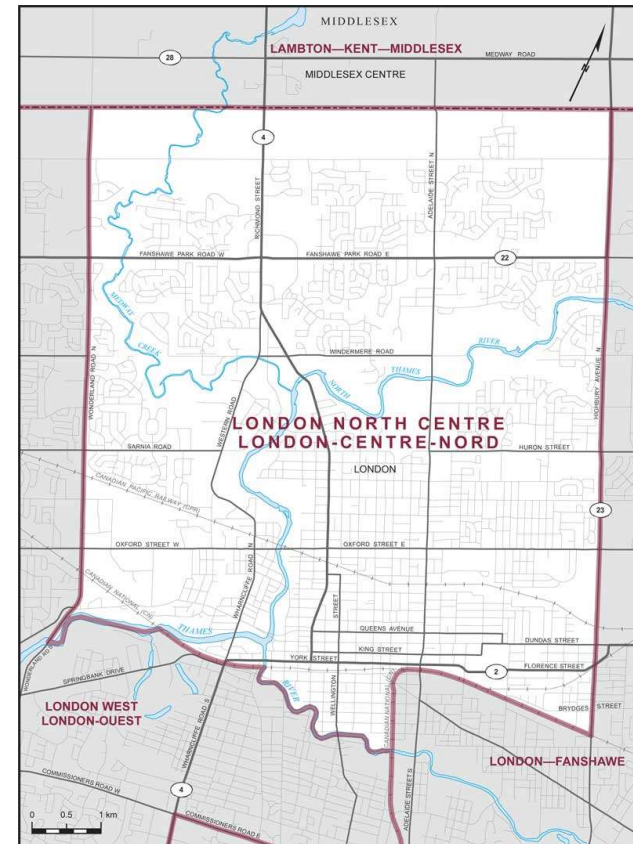 MIDDLESEX
LAMBTON—KENT—MIDDLESEX
28
MEDWAY ROAD
MIDDLESEX CENTRE
N
4
RICHMOND STREET
ADELAIDE STREET N
FANSHAWE PARK ROAD W
FANSHAWE PARK ROAD E
22
MEDWAY
CREEK
WONDERLAND ROAD N
WINDERMERE ROAD
NORTH
THAMES
RIVER
HIGHBURY AVENUE N
WESTERN ROAD
LONDON NORTH CENTRE
LONDON-CENTRE-NORD
SARNIA ROAD
HURON STREET
LONDON
CANADIAN PACIFIC RAILWAY (CPR)
23
OXFORD STREET W
OXFORD STREET E
WHARNCLIFFE ROAD N
CANADIAN NATIONAL (CN)
THAMES
STREET
QUEENS AVENUE
DUNDAS STREET
KING STREET
YORK STREET
FLORENCE STREET
2
WONDERLAND RD S
SPRINGBANK DRIVE
RIVER
WELLINGTON
CANADIAN NATIONAL (CN)
BRYDGES STREET
LONDON WEST
LONDON-OUEST
WHARNCLIFFE ROAD S
LONDON—FANSHAWE
COMMISSIONERS ROAD W
4
ADELAIDE STREET S
COMMISSIONERS ROAD E
0 0.5 1 km